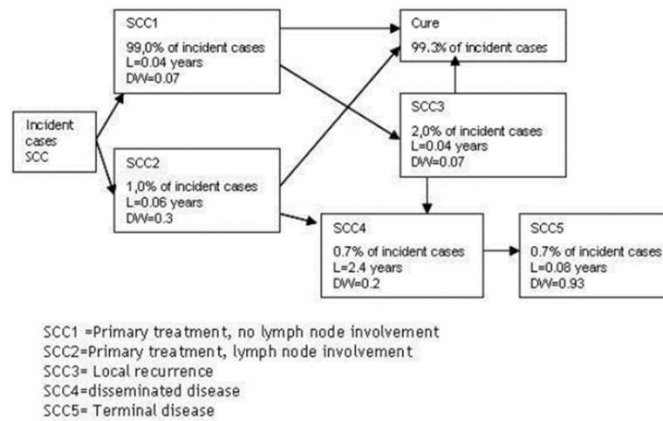 SCC1
99,0% of incident cases
L=0.04 years
DW=0.07
Cure
99.3% of incident cases
Incident
cases
SCC
SCC2
1,0% of incident cases
L=0.06 years
DW=0.3
SCC3
2,0% of incident cases
L=0.04 years
DW=0.07
SCC4
0.7% of incident cases
L=2.4 years
DW=0.2
SCC5
0.7% of incident cases
L=0.08 years
DW=0.93
SCC1 =Primary treatment, no lymph node involvement
SCC2=Primary treatment, lymph node involvement
SCC3= Local recurrence
SCC4=disseminated disease
SCC5= Terminal disease